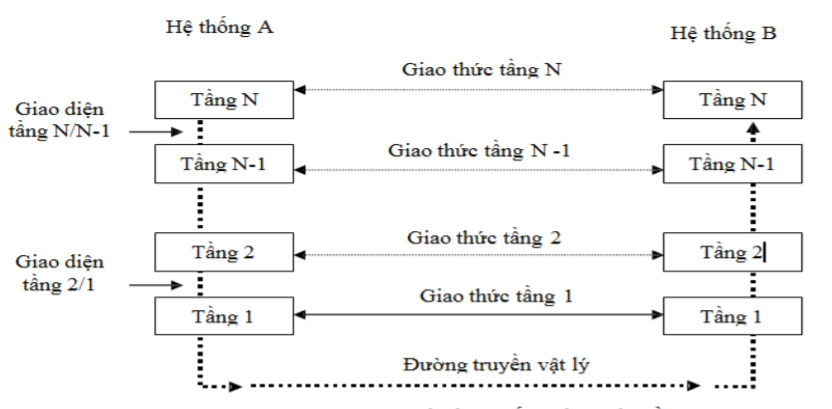 Hệ thống A
Hệ thống B
Giao thức tầng N
Tầng N
Tầng N
Giao diện
tầng N/N-1
Giao thức tầng N -1
Tầng N-1
Tầng N-1
Giao thức tầng 2
Tầng 2
Tầng 2
Giao diện
tầng 2/1
Giao thức tầng 1
Tầng 1
Tầng 1
Đường truyền vật lý